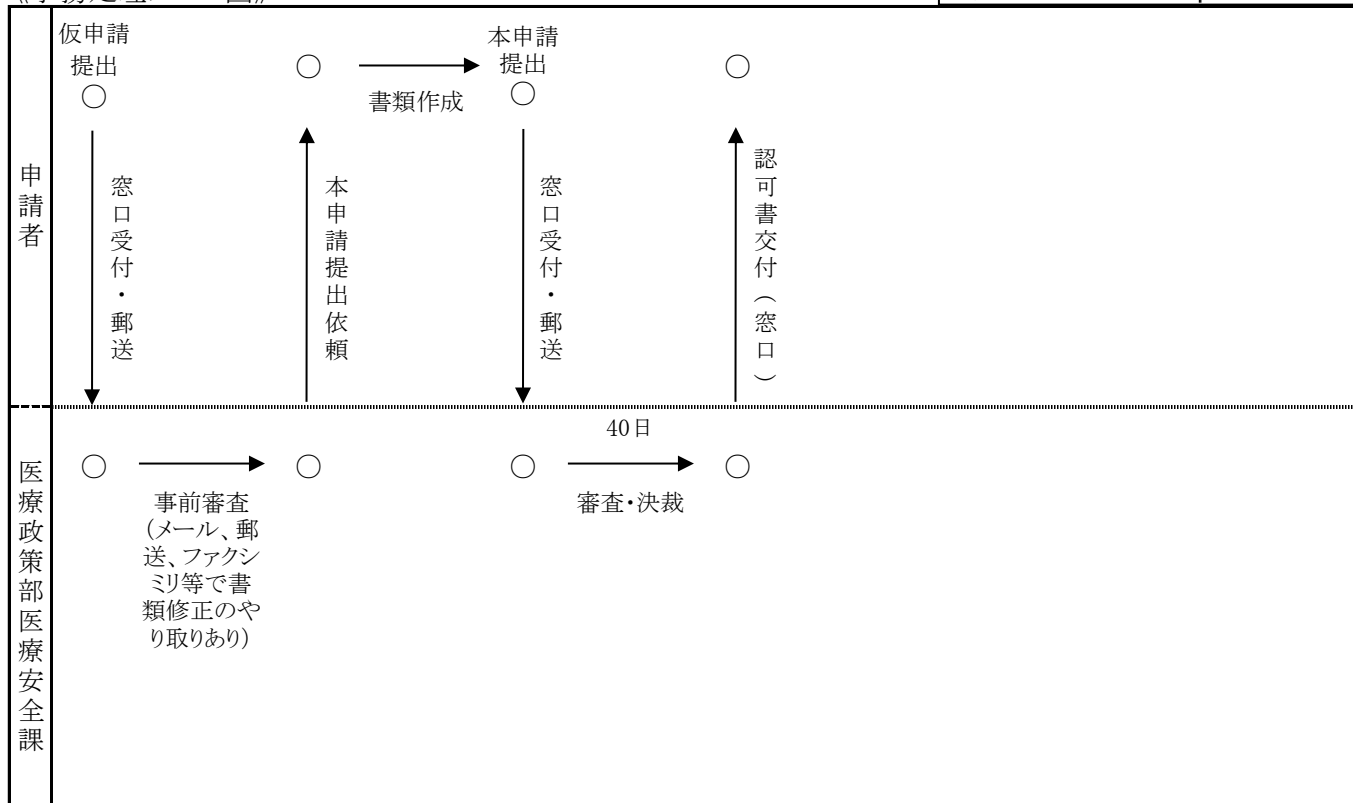 申請者
仮申請
提出
本申請
提出
書類作成
窓口受付・郵送
本申請提出依頼
窓口受付・郵送
認可書交付(窓口)
医療政策部医療安全課
40日
事前審査
(メール、郵
送、ファクシ
ミリ等で書
類修正のや
り取りあり)
審査・決裁